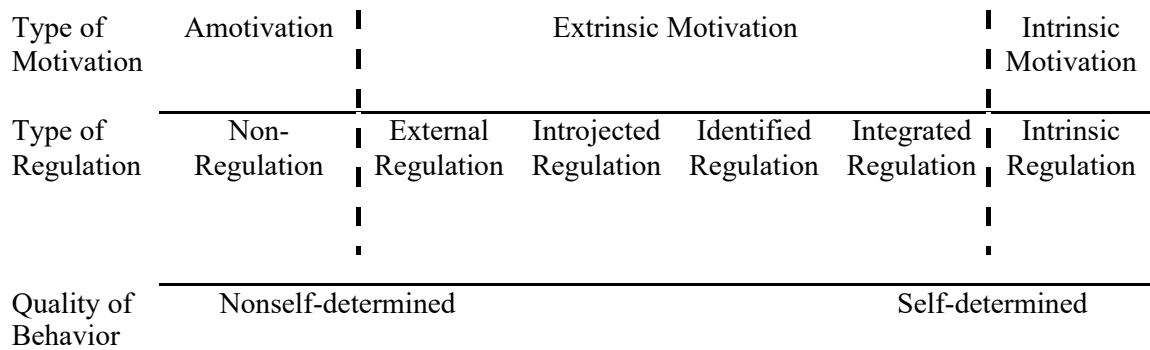 Type of Amotivation Extrinsic Motivation Intrinsic
Motivation Motivation
Type of Non- External Introjected Identified Integrated Intrinsic
Regulation Regulation Regulation Regulation Regulation Regulation Regulation
Quality of Nonself-determined Self-determined
Behavior